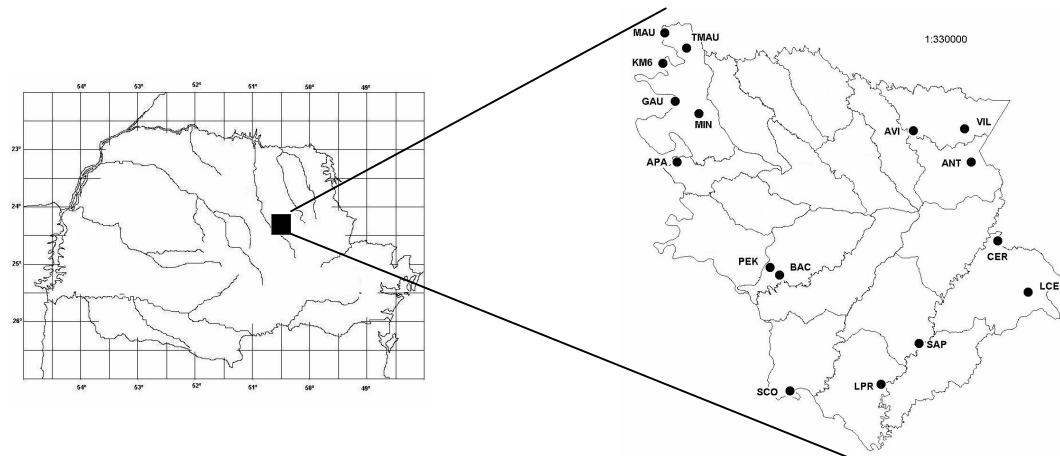 54º 53º 52º 51º 50º 49º
23º
24º
25º
26º
54º 53º 52º 51º 50º 49º
1:330000
MAU
TMAU
KM6
GAU
MIN
APA
AVI
VIL
ANT
PEK
BAC
CER
LCE
SAP
LPR
SCO